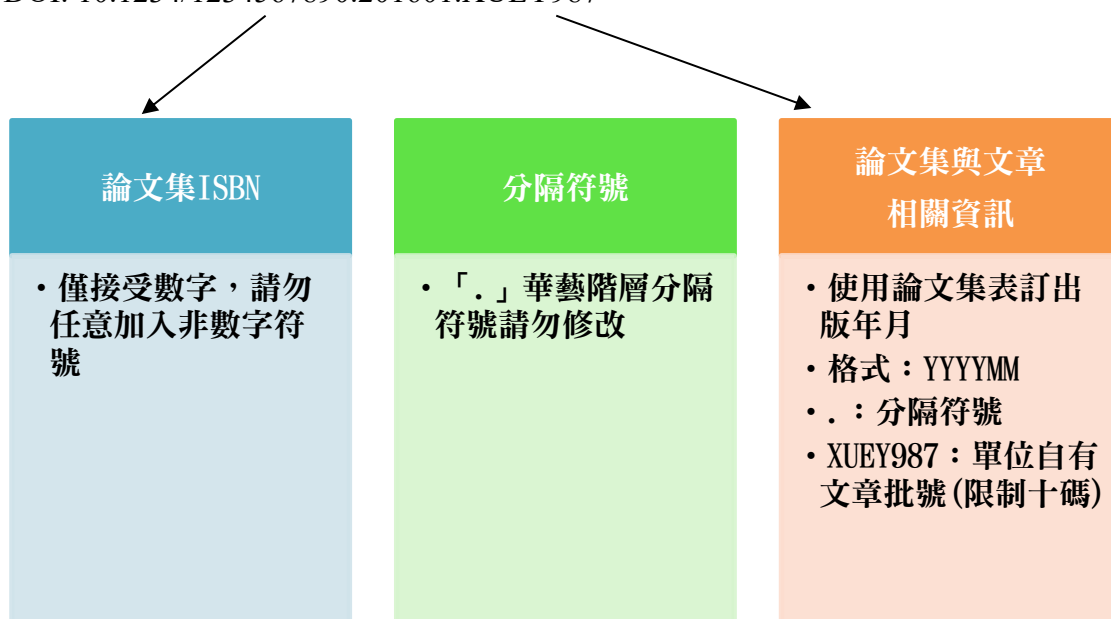 論文集ISBN
・僅接受數字，請勿
任意加入非數字符
號
分隔符號
・「.」華藝階層分隔
符號請勿修改
論文集與文章
相關資訊
・使用論文集表訂出
版年月
・格式：YYYYMM
・.：分隔符號
・XUEY987：單位自有
文章批號(限制十碼)